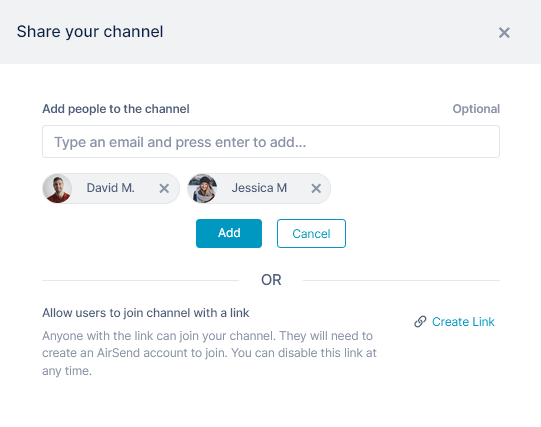 Share your channel
Add people to the channel
Optional
Type an email and press enter to add...
David M.
Jessica M
Add
Cancel
OR
Allow users to join channel with a link
Anyone with the link can join your channel. They will need to
create an AirSend account to join. You can disable this link at
any time.
Create Link